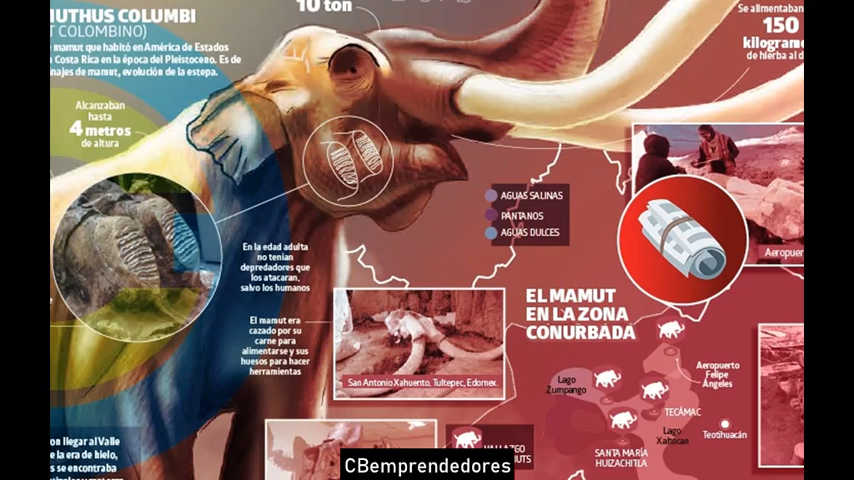 10 ton
MUTHUS COLUMBI
T COLOMBINO)
mamut que habitó en América de Estados
Costa Rica en la época del Pleistoceno. Es de
najes de mamut, evolución de la estepa.
Se alimentaban
150
kilogramo
de hierba al d
Alcanzaban
hasta
4 metros
de altura
AGUAS SALINAS
PANTANOS
AGUAS DULCES
En la edad adulta
no tenían
depredadores que
los atacaran,
salvo los humanos
Aeropuer
EL MAMUT
EN LA ZONA
CONURBADA
El mamut era
cazado por su
carne para
alimentarse y sus
huesos para hacer
herramientas
San Antonio Xahuento, Tultepec, Edomex.
Aeropuerto
Felipe
Ángeles
Lago
Zumpango
TECÁMAC
Lago
Xaltocan
Teotihuacán
SANTA MARÍA
HUIZACHITLA
on llegar al Valle
e la era de hielo,
s se encontraba
CBemprendedores